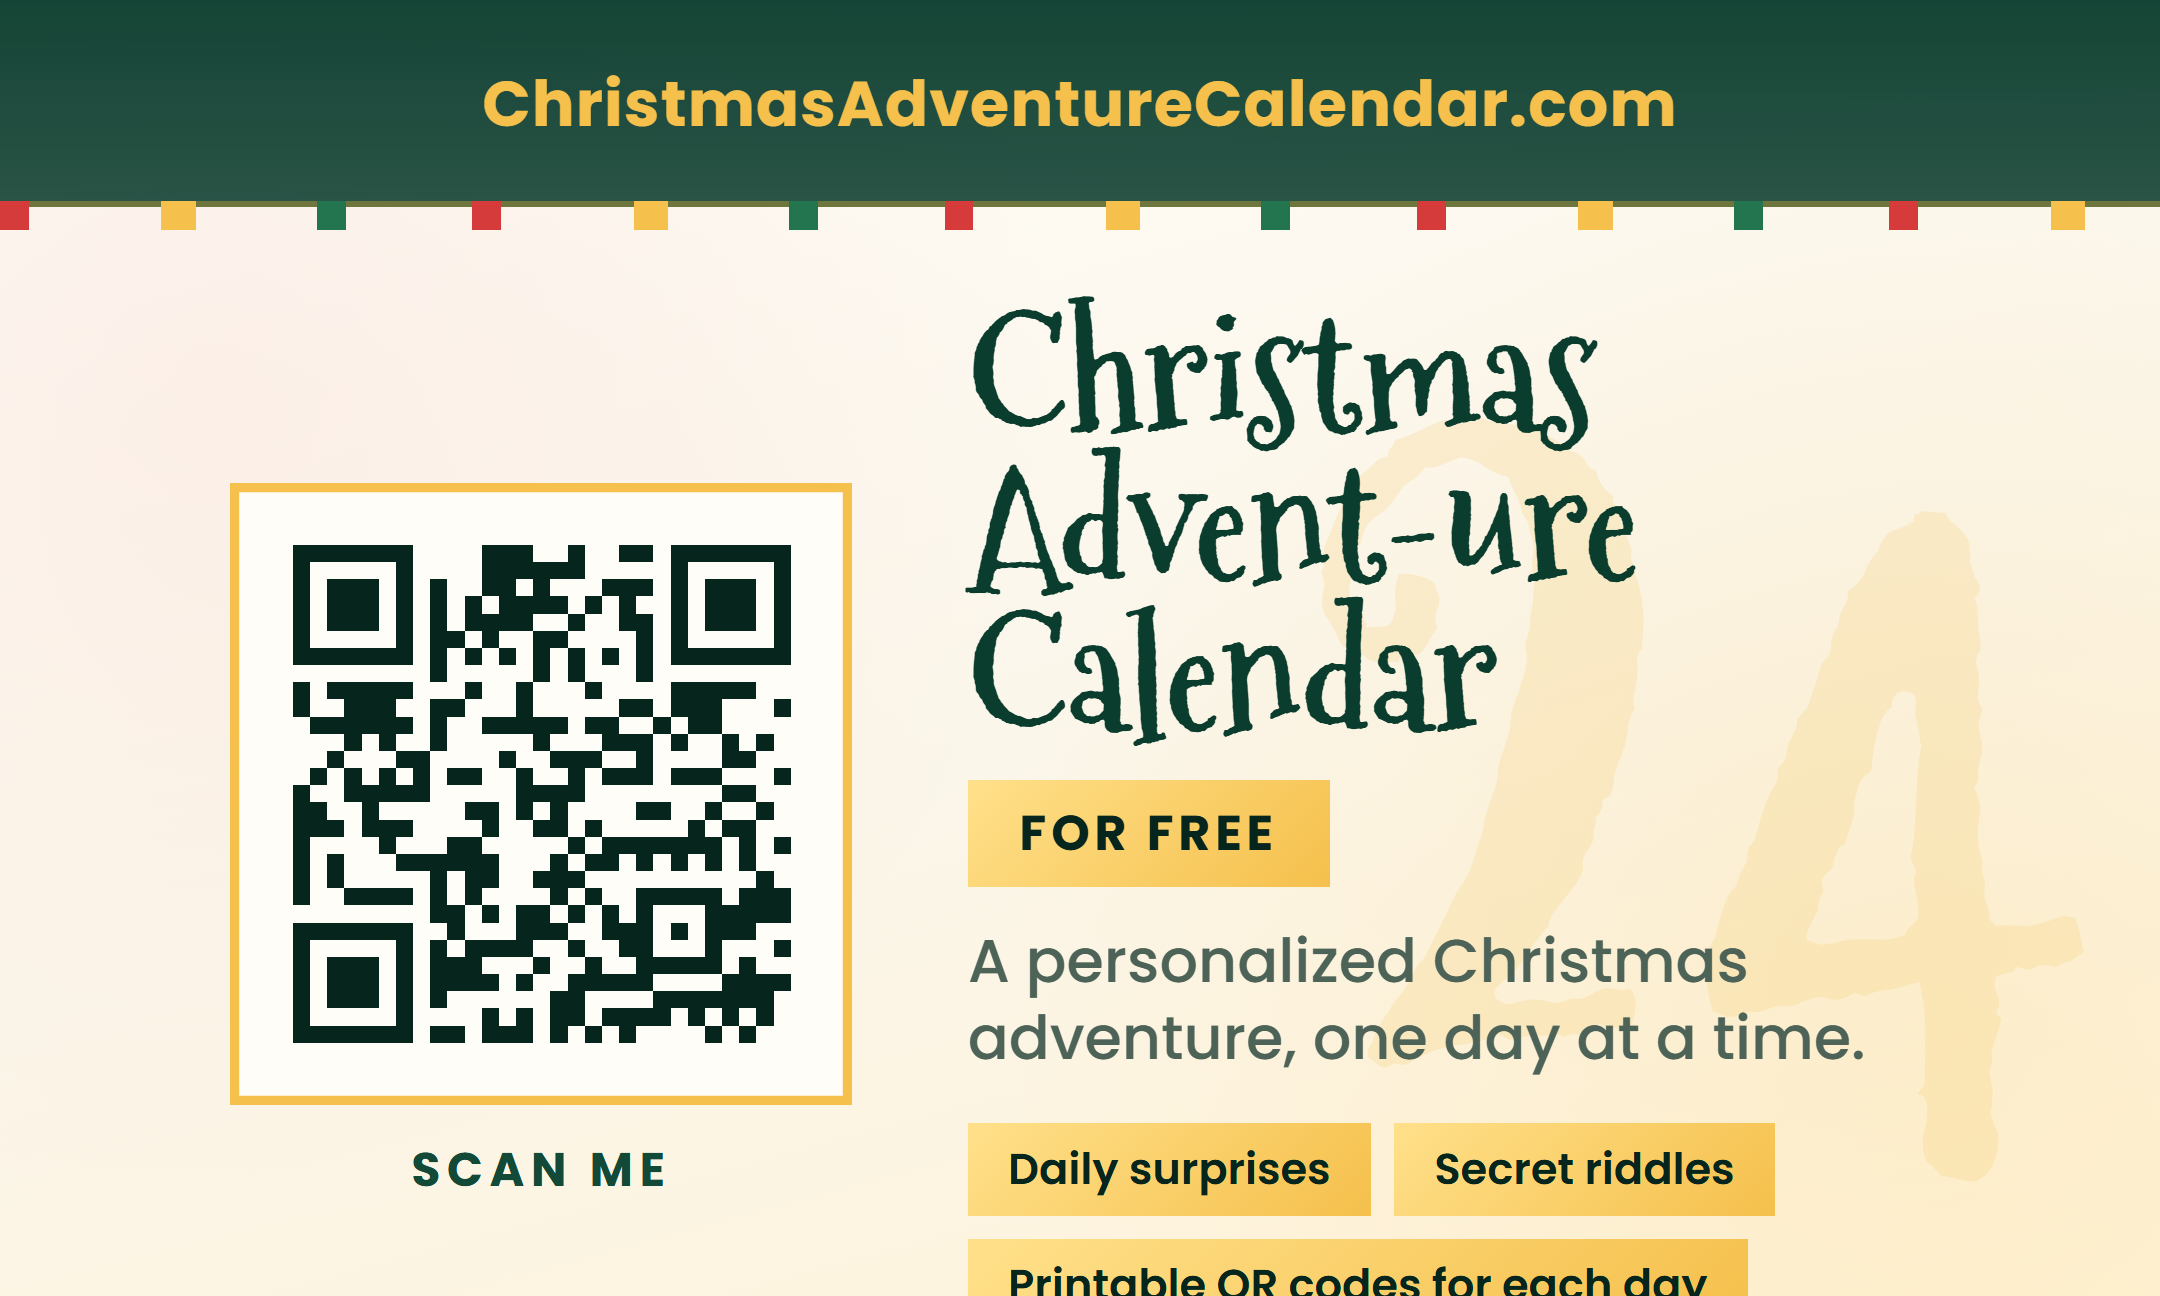 ChristmasAdventureCalendar.com
Christmas
Advent-ure
Calendar
FOR FREE
A personalized Christmas
adventure, one day at a time.
Daily surprises
Secret riddles
Printable QR codes for each day
SCAN ME
24